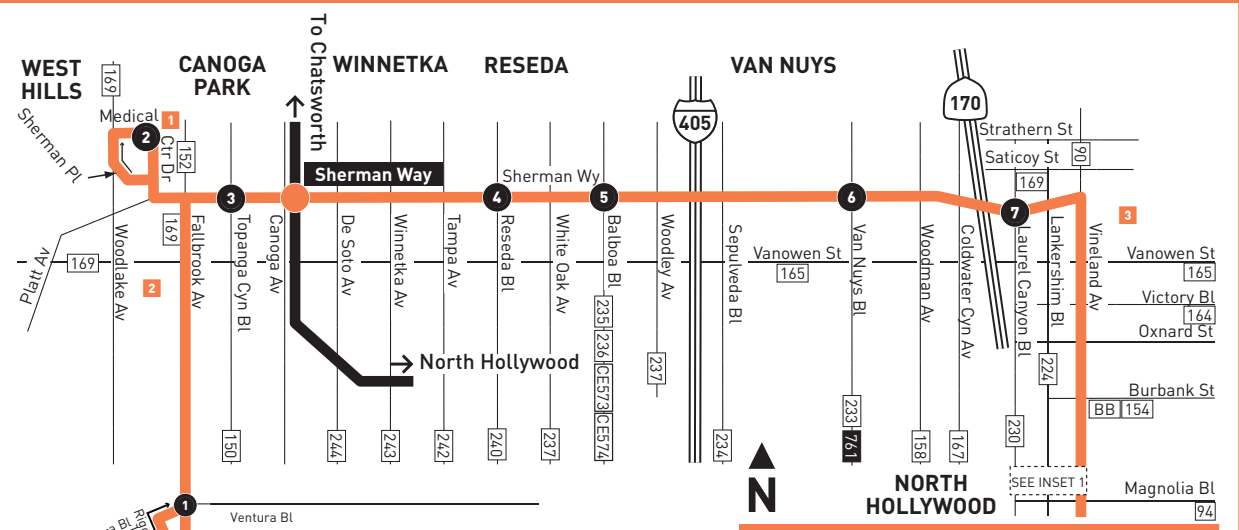 To Chatsworth
WEST
HILLS
CANOGA
PARK
WINNETKA
RESEDA
VAN NUYS
169
405
170
Medical
1
2
Ctr Dr
152
Sherman Pl
Strathern St
Saticoy St
90
169
Sherman Way
Sherman Wy
3
4
5
6
7
3
169
Fallbrook Av
Topanga Cyn Bl
Canoga Av
De Soto Av
Winnetka Av
Tampa Av
Reseda Bl
White Oak Av
Balboa Bl
Woodley Av
Sepulveda Bl
Van Nuys Bl
Woodman Av
Coldwater Cyn Av
Laurel Canyon Bl
Lankershim Bl
Vineland Av
Platt Av
169
Woodlake Av
2
Vanowen St
165
Vanowen St
165
Victory Bl
164
Oxnard St
235
236
CE573
CE574
North Hollywood
237
224
Burbank St
BB 154
150
244
243
242
240
237
234
233
761
158
167
230
N
NORTH
HOLLYWOOD
SEE INSET 1
Magnolia Bl
94
1
Ventura Bl